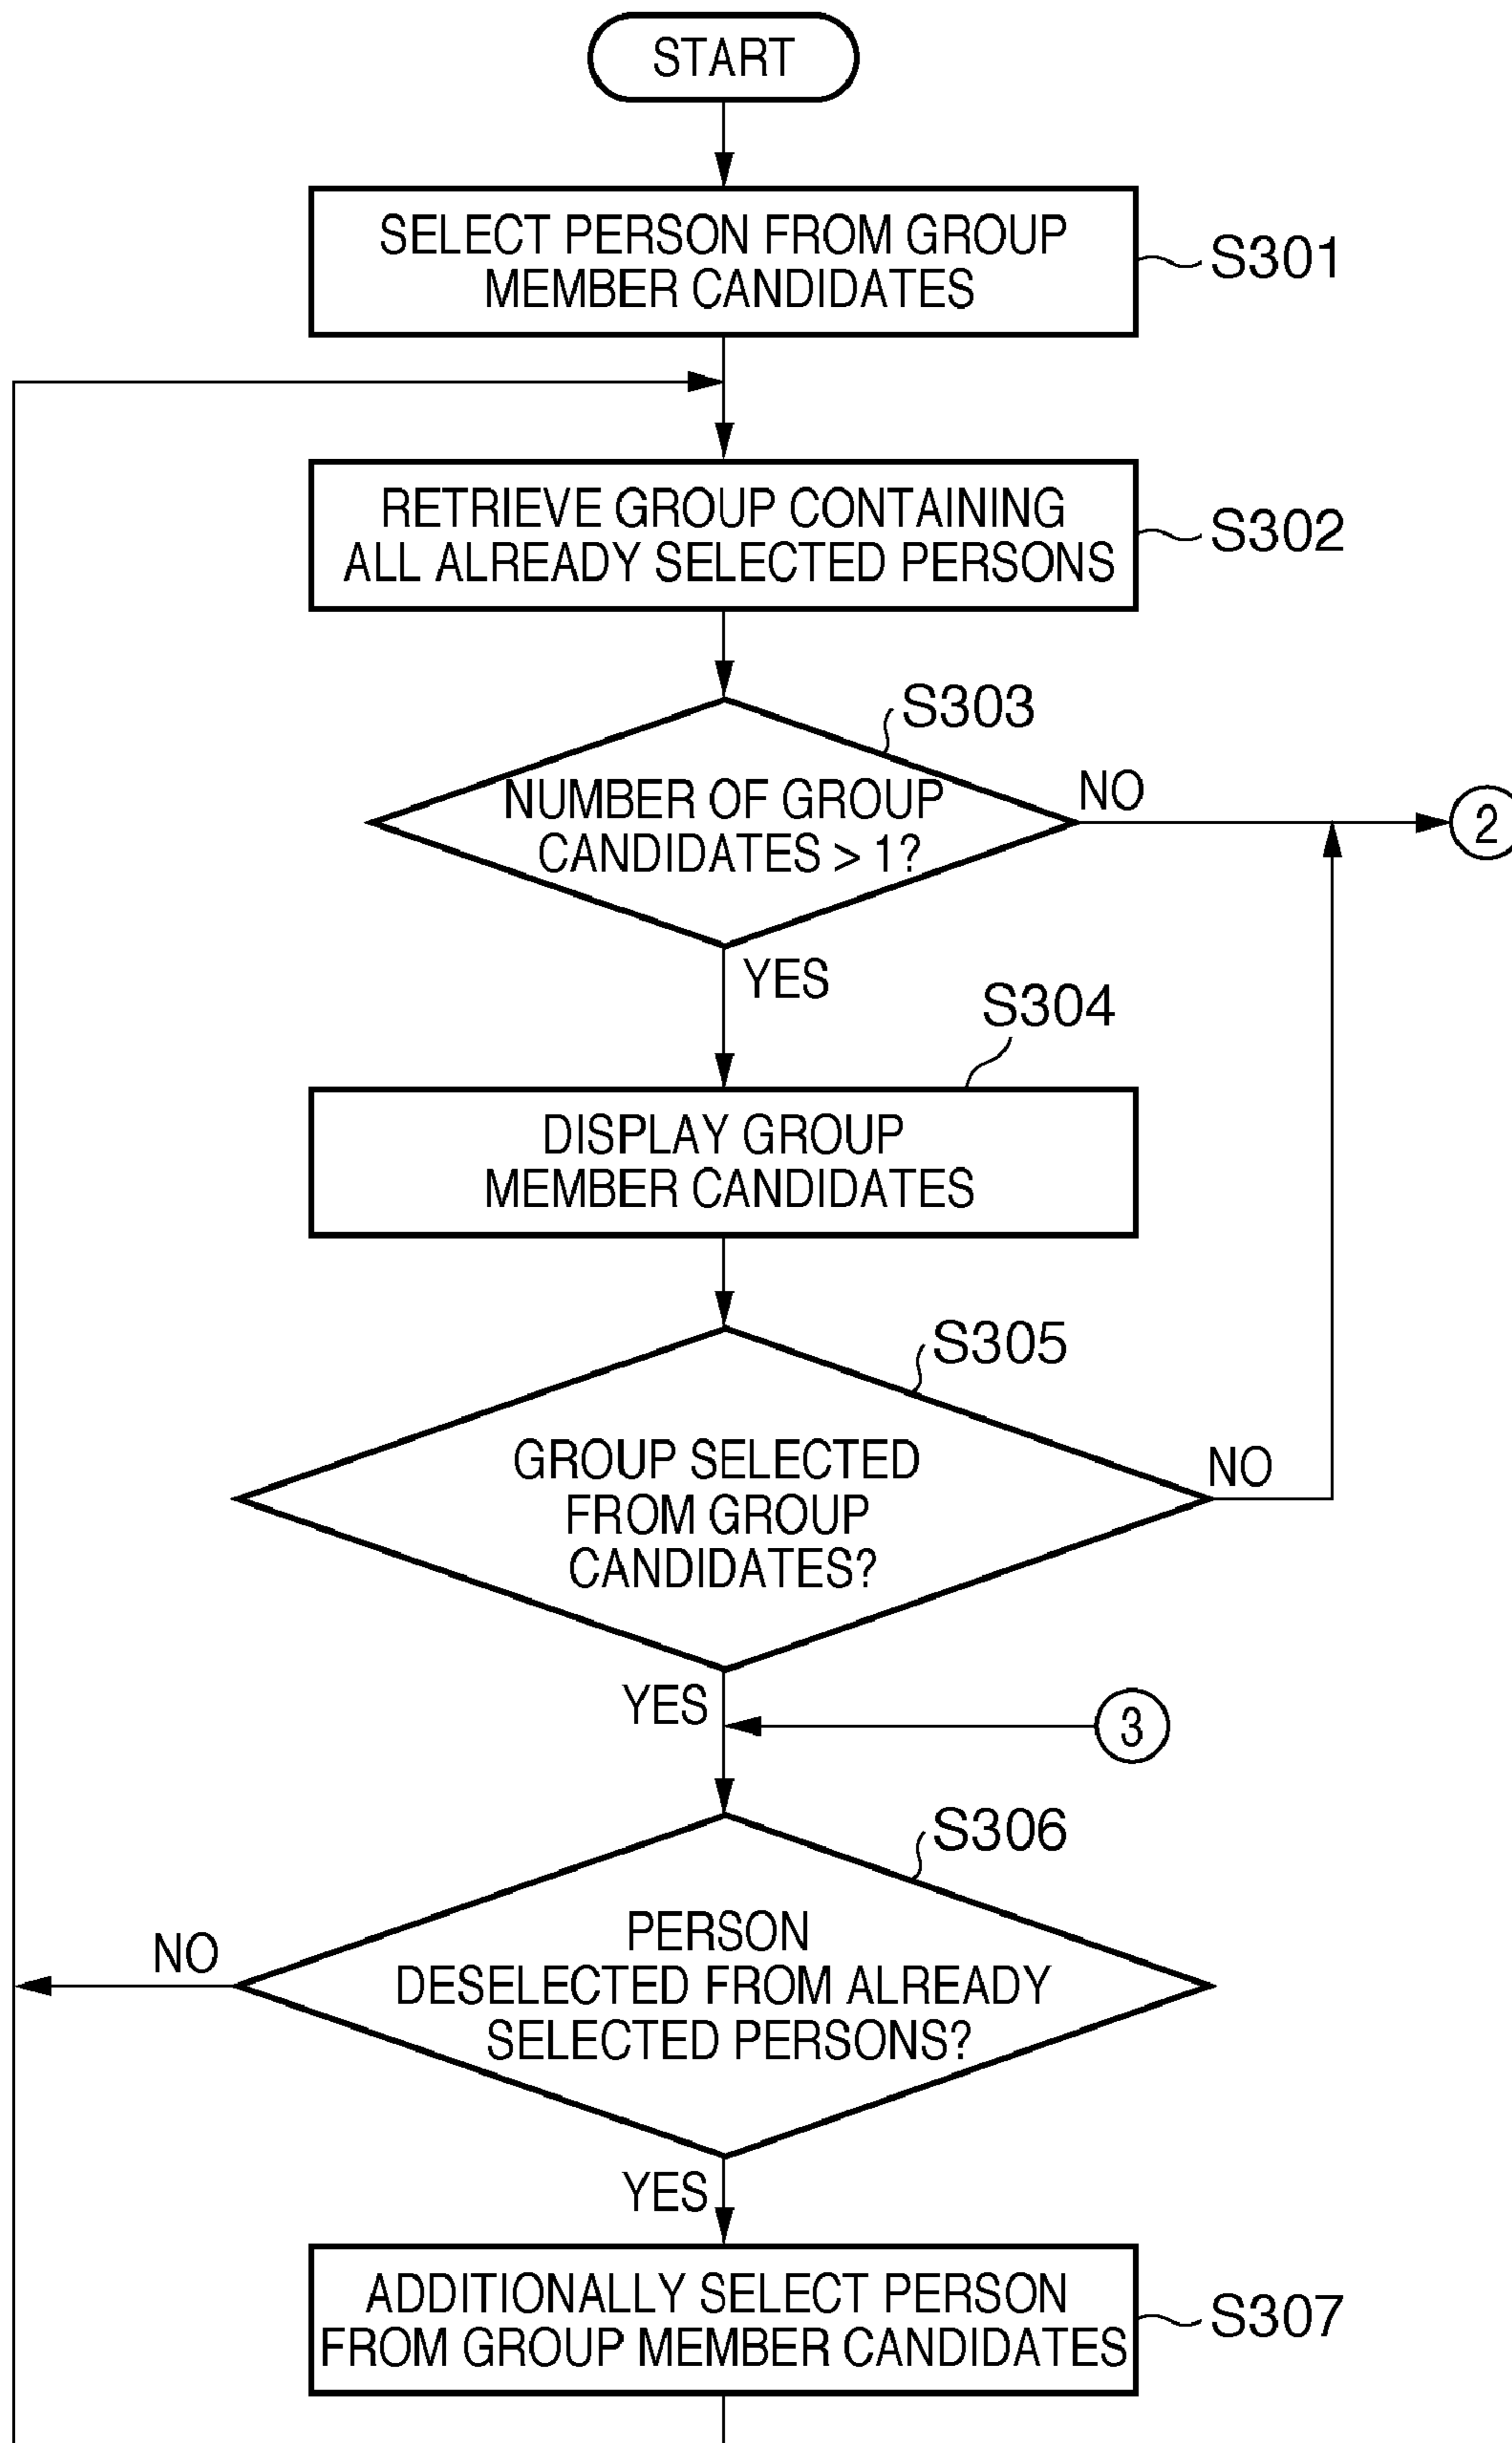 START
SELECT PERSON FROM GROUP
MEMBER CANDIDATES
S301
RETRIEVE GROUP CONTAINING
ALL ALREADY SELECTED PERSONS
S302
S303
NUMBER OF GROUP
CANDIDATES > 1?
NO
2
YES
S304
DISPLAY GROUP
MEMBER CANDIDATES
S305
GROUP SELECTED
FROM GROUP
CANDIDATES?
NO
YES
3
S306
PERSON
DESELECTED FROM ALREADY
SELECTED PERSONS?
NO
YES
ADDITIONALLY SELECT PERSON
FROM GROUP MEMBER CANDIDATES
S307